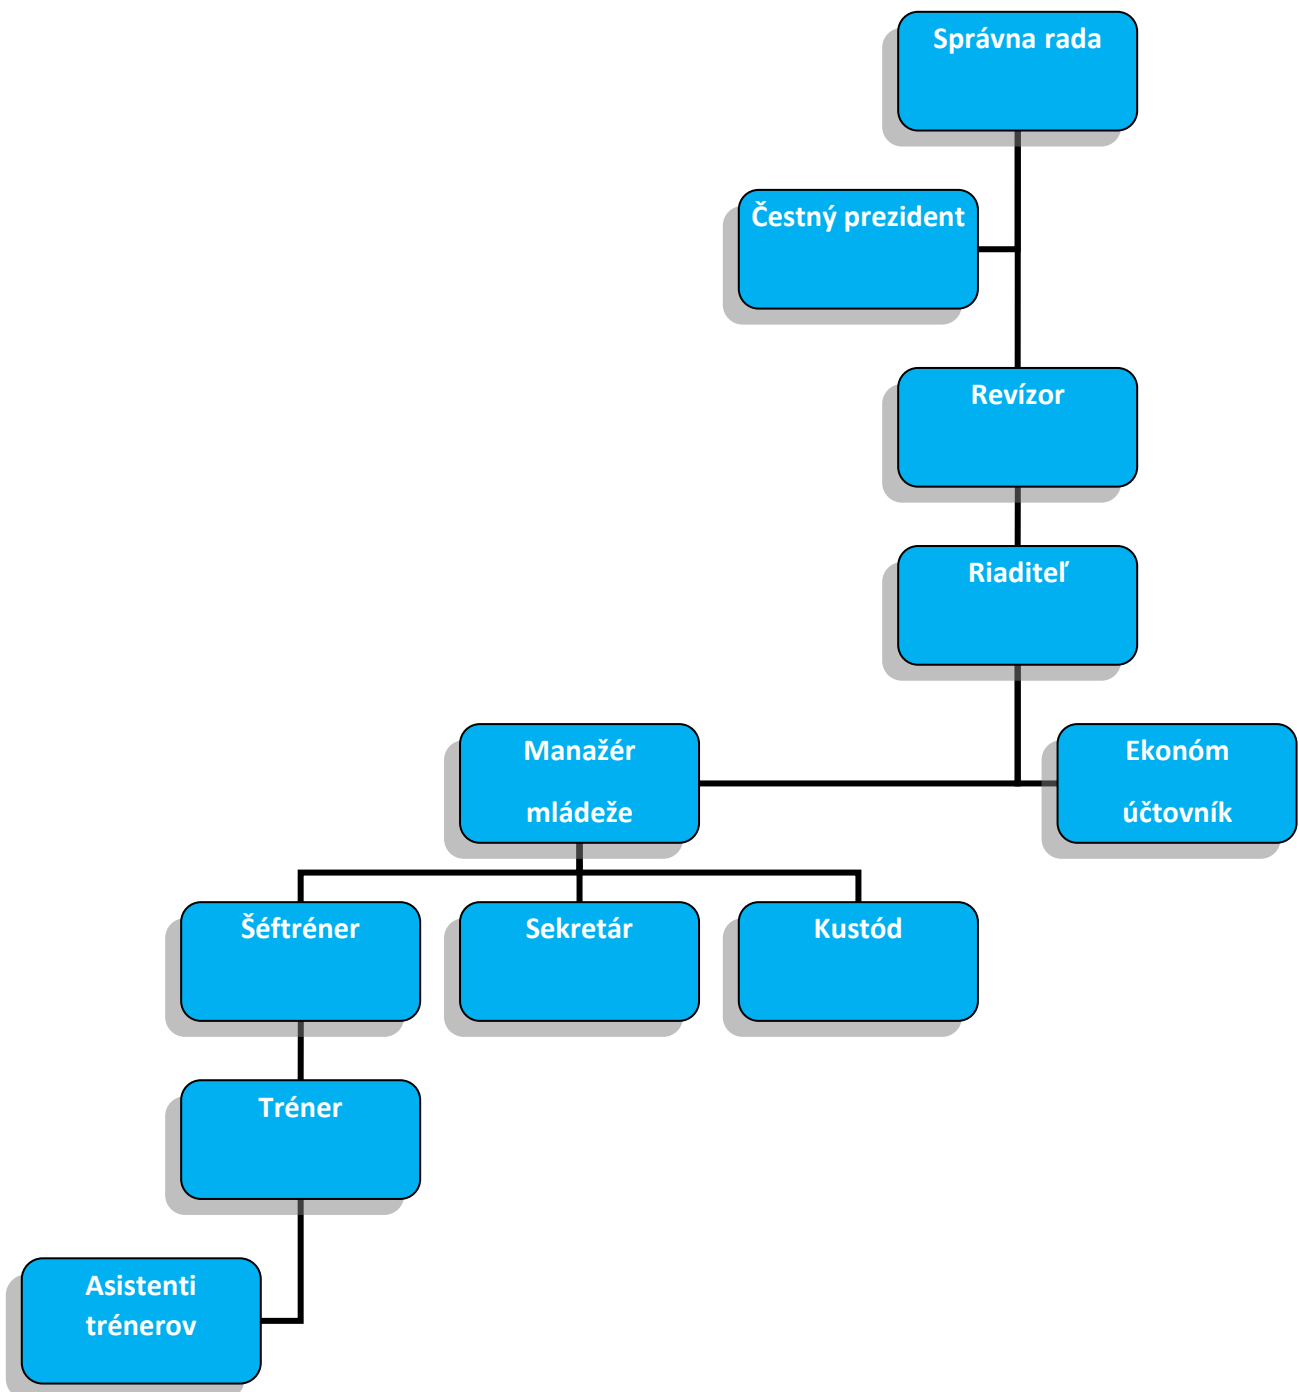 Správna rada
Čestný prezident
Revízor
Riaditeľ
Manažér
mládeže
Ekonóm
účtovník
Šéftréner
Sekretár
Kustód
Tréner
Asistenti
trénerov